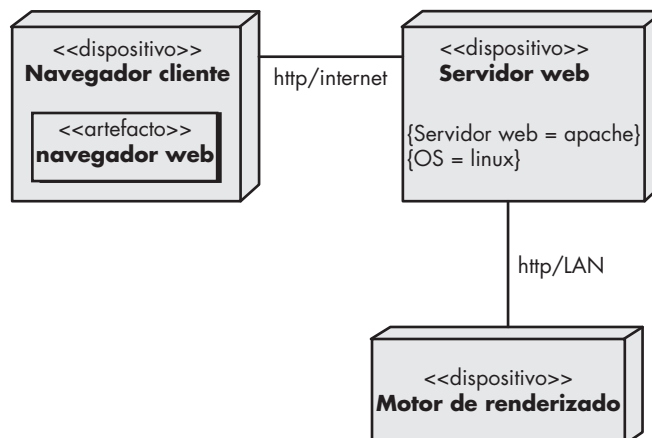 <<dispositivo>>
Navegador cliente
<<artefacto>>
navegador web
http/internet
<<dispositivo>>
Servidor web
{Servidor web = apache}
{OS = linux}
http/LAN
<<dispositivo>>
Motor de renderizado